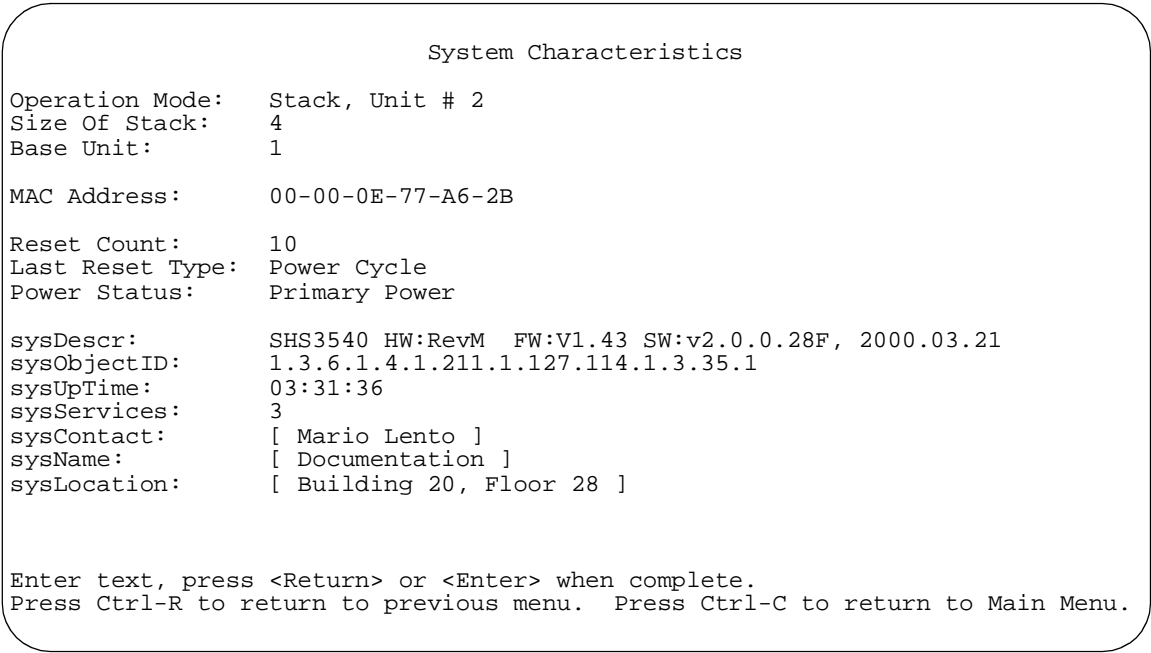 System Characteristics
Operation Mode: Stack, Unit # 2
Size Of Stack: 4
Base Unit: 1
MAC Address: 00-00-0E-77-A6-2B
Reset Count: 10
Last Reset Type: Power Cycle
Power Status: Primary Power
sysDescr: SHS3540 HW:RevM FW:V1.43 SW:v2.0.0.28F, 2000.03.21
sysObjectID: 1.3.6.1.4.1.211.1.127.114.1.3.35.1
sysUpTime: 03:31:36
sysServices: 3
sysContact: [ Mario Lento ]
sysName: [ Documentation ]
sysLocation: [ Building 20, Floor 28 ]
Enter text, press <Return> or <Enter> when complete.
Press Ctrl-R to return to previous menu. Press Ctrl-C to return to Main Menu.